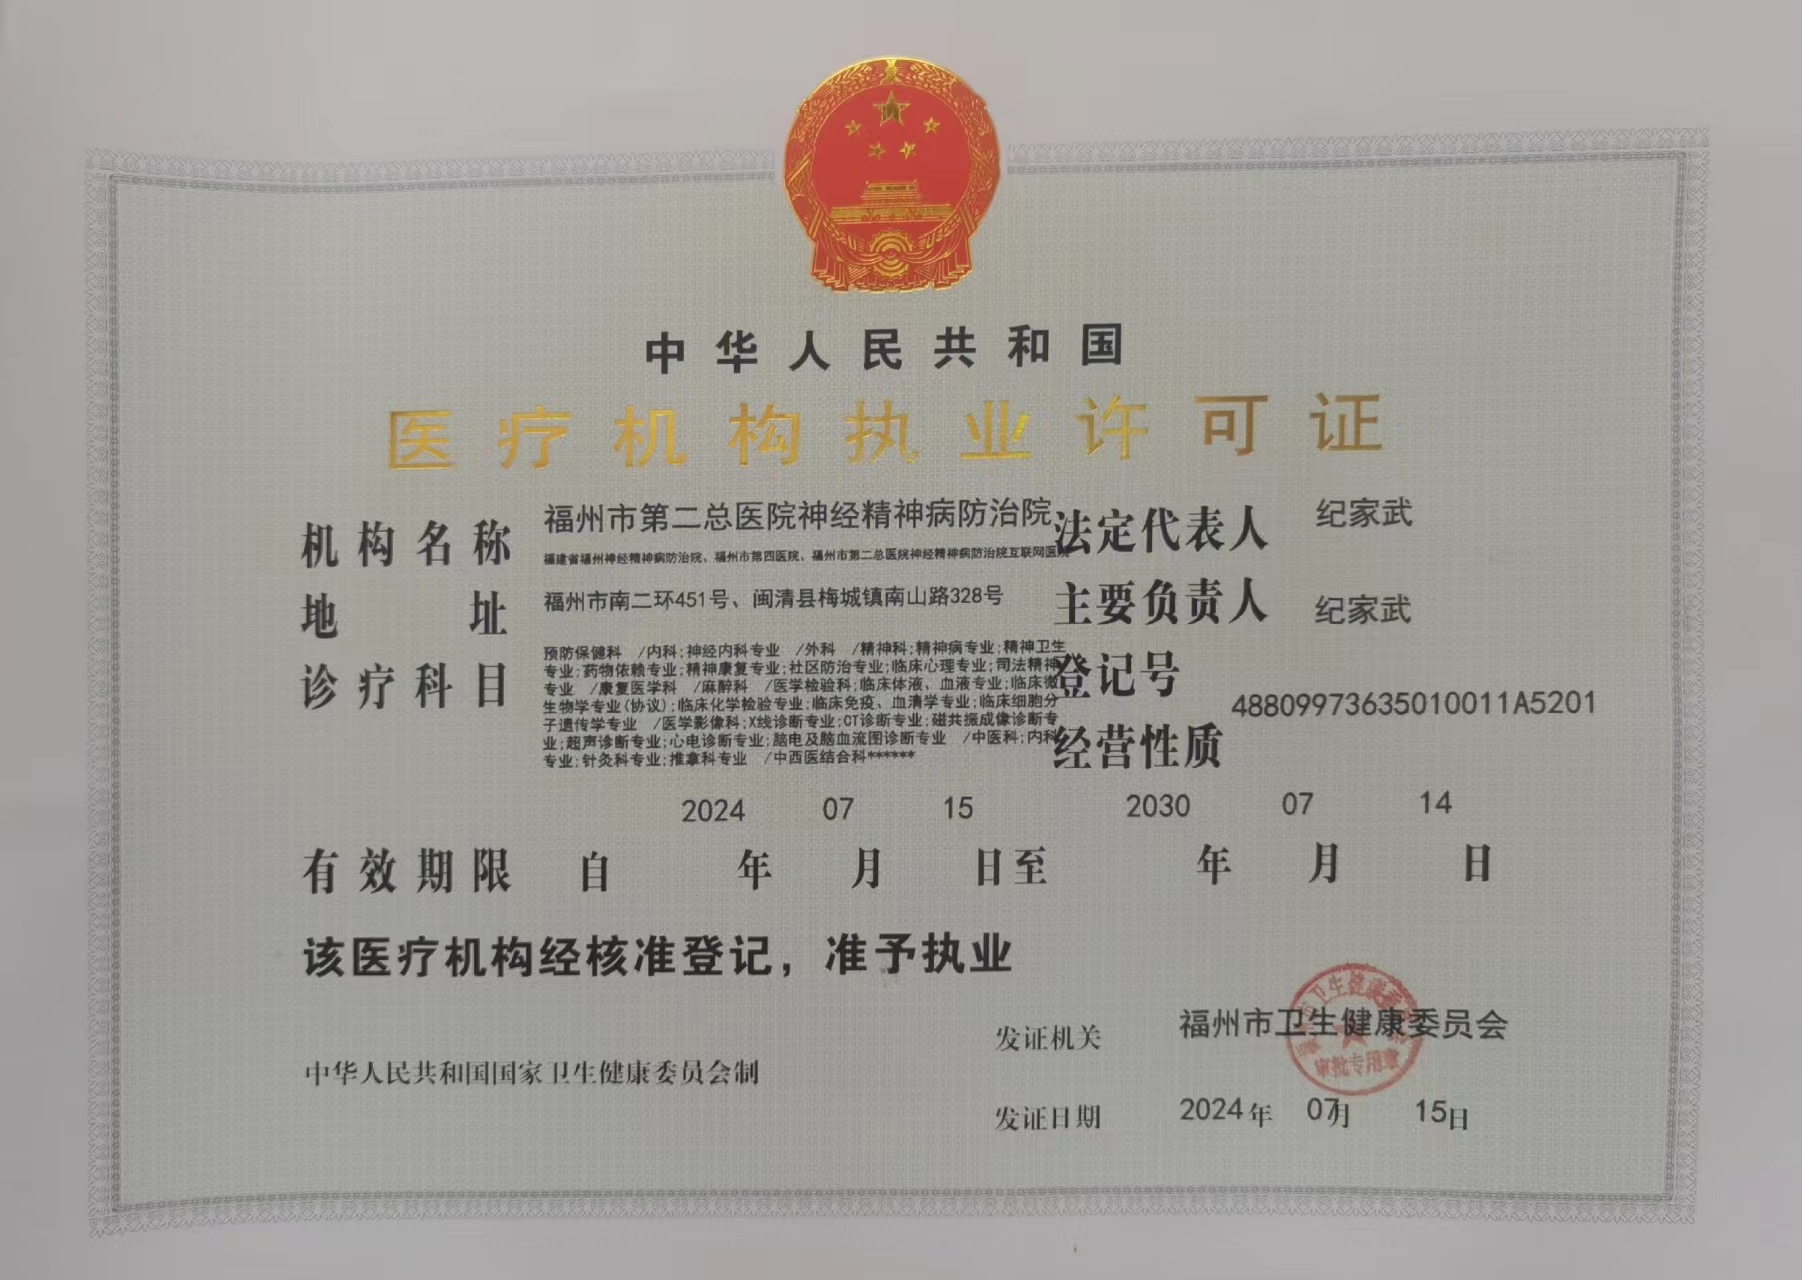 中华人民共和国
医疗机构执业许可证
机构名称 福州市第二总医院神经精神病防治院
福建省福州神经精神病防治院、福州市第四医院、福州市第二总医院神经精神病防治院互联网医院
地址 福州市南二环451号、闽清县梅城镇南山路328号
诊疗科目 预防保健科 /内科;神经内科专业 /外科 /精神科;精神病专业;精神卫生
专业;药物依赖专业;精神康复专业;社区防治专业;临床心理专业;司法精神
专业 /康复医学科 /麻醉科 /医学检验科;临床体液、血液专业;临床微
生物学专业(协议);临床化学检验专业;临床免疫、血清学专业;临床细胞分
子遗传学专业 /医学影像科;X线诊断专业;CT诊断专业;磁共振成像诊断专
业;超声诊断专业;心电诊断专业;脑电及脑血流图诊断专业 /中医科;内科
专业;针灸科专业;推拿科专业 /中西医结合科******
法定代表人 纪家武
主要负责人 纪家武
登记号 48809973635010011A5201
经营性质
有效期限 自 2024 年 07 月 15 日至 2030 年 07 月 14 日
该医疗机构经核准登记，准予执业
发证机关 福州市卫生健康委员会
审批专用章
中华人民共和国国家卫生健康委员会制
发证日期 2024年 07月 15日